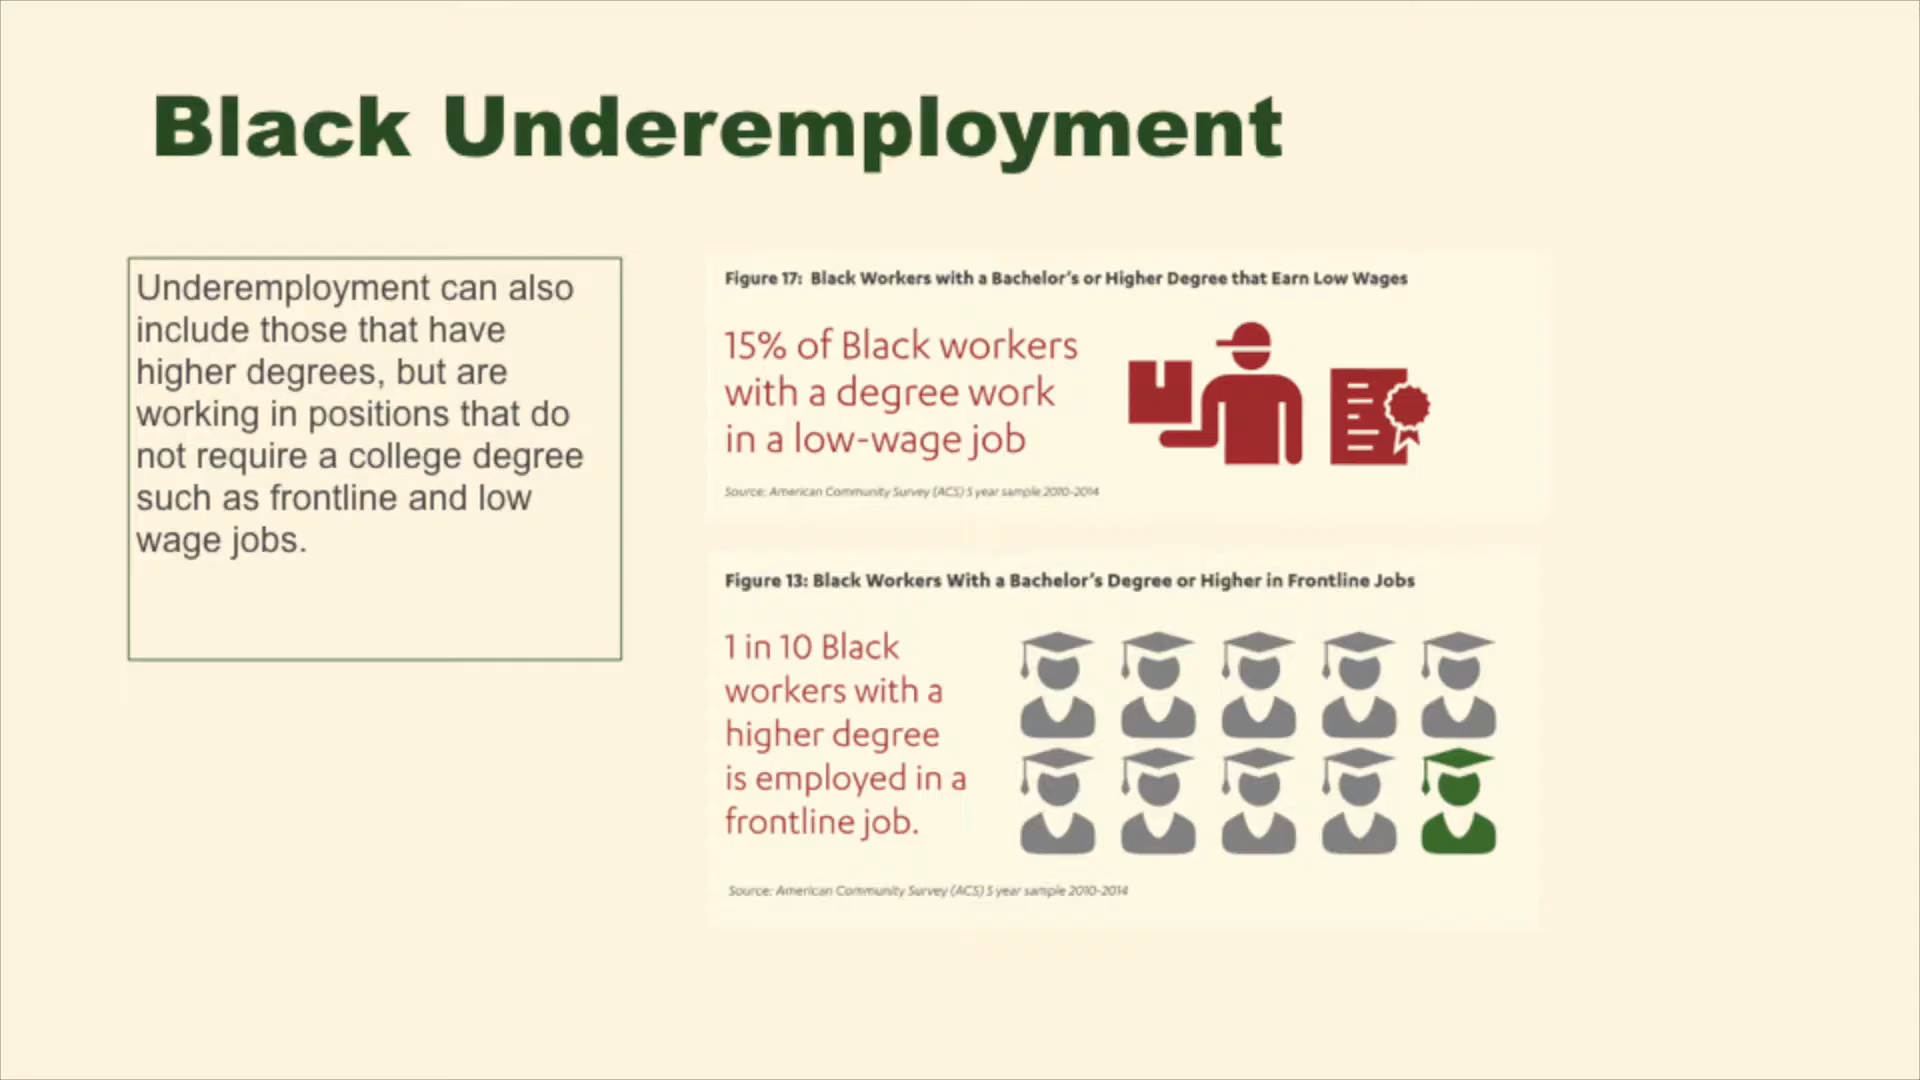 Black Underemployment
Underemployment can also
include those that have
higher degrees, but are
working in positions that do
not require a college degree
such as frontline and low
wage jobs.
Figure 17: Black Workers with a Bachelor's or Higher Degree that Earn Low Wages
15% of Black workers
with a degree work
in a low-wage job
Source: American Community Survey (ACS) 5 year sample 2010-2014
Figure 13: Black Workers With a Bachelor's Degree or Higher in Frontline Jobs
1 in 10 Black
workers with a
higher degree
is employed in a
frontline job.
Source: American Community Survey (ACS) 5 year sample 2010-2014